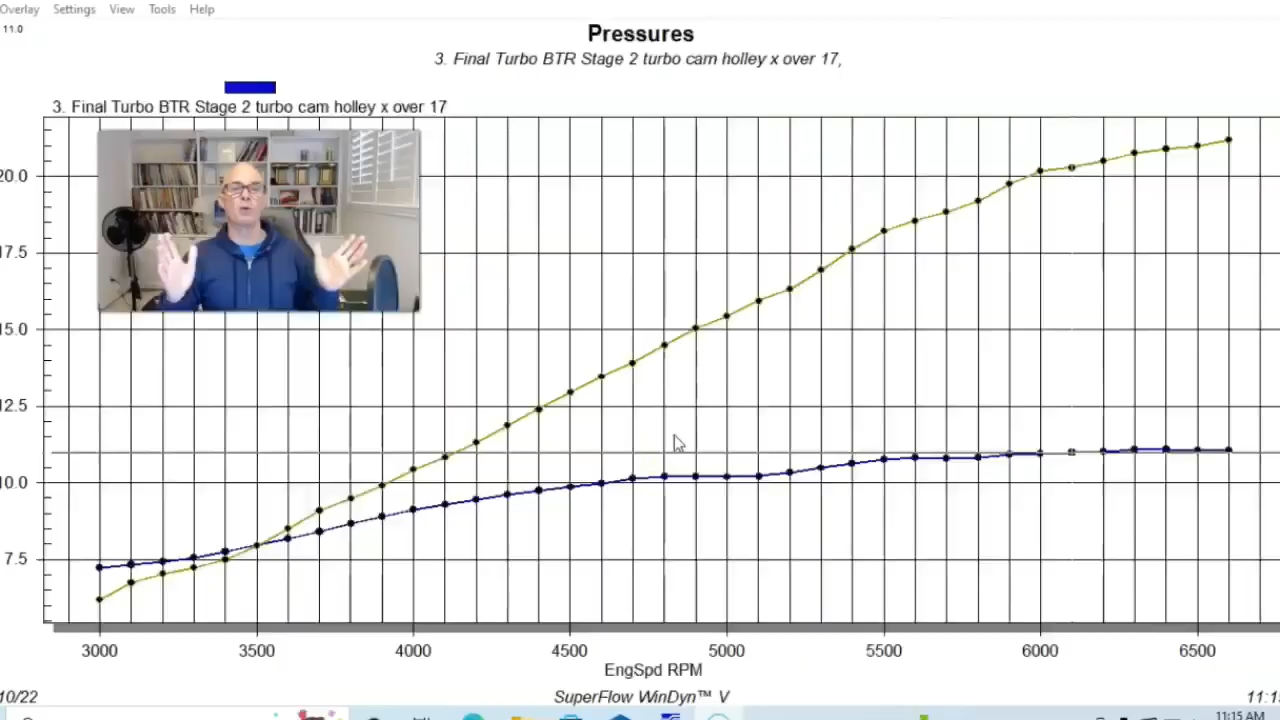 Overlay Settings View Tools Help
11.0
Pressures
3. Final Turbo BTR Stage 2 turbo cam holley x over 17,
3. Final Turbo BTR Stage 2 turbo cam holley x over 17
20.0
17.5
15.0
12.5
10.0
7.5
3000 3500 4000 4500 5000 5500 6000 6500
EngSpd RPM
10/22 SuperFlow WinDyn™ V 11:1
11:15 AM